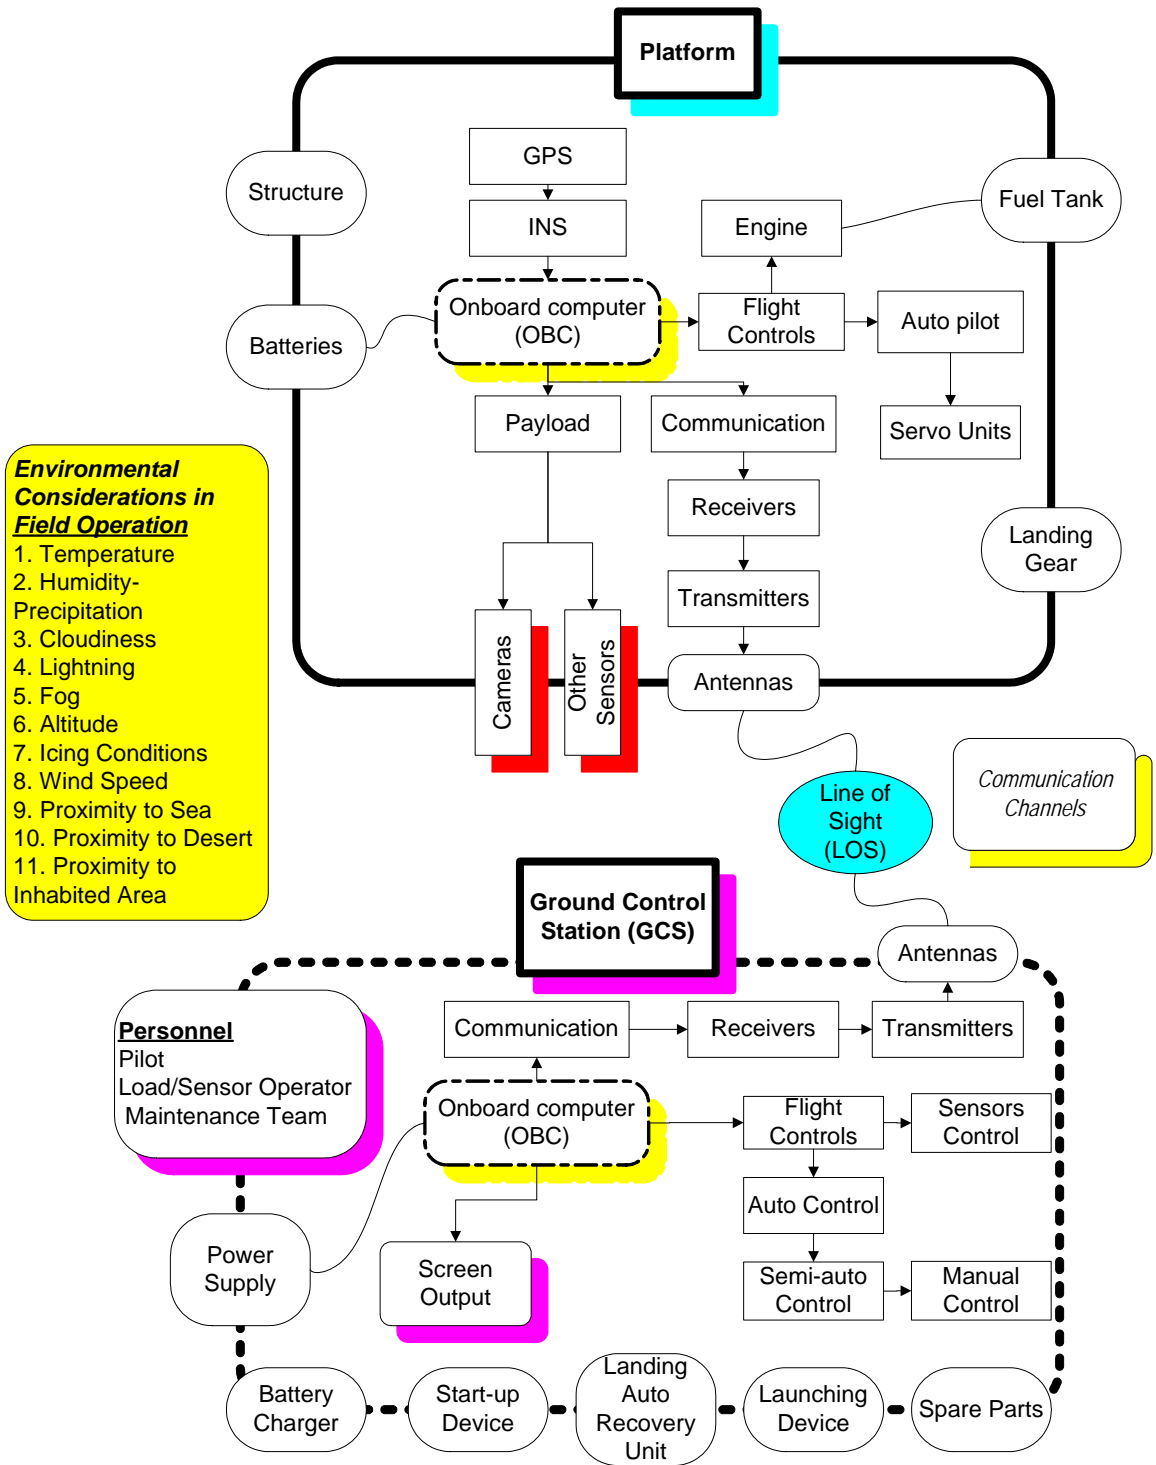 Platform
GPS
Structure
Fuel Tank
INS
Engine
Onboard computer
(OBC)
Flight
Controls
Auto pilot
Batteries
Payload
Communication
Servo Units
Environmental
Considerations in
Field Operation
1. Temperature
2. Humidity-
Precipitation
3. Cloudiness
4. Lightning
5. Fog
6. Altitude
7. Icing Conditions
8. Wind Speed
9. Proximity to Sea
10. Proximity to Desert
11. Proximity to
Inhabited Area
Receivers
Landing
Gear
Transmitters
Cameras
Other
Sensors
Antennas
Line of
Sight
(LOS)
Communication
Channels
Ground Control
Station (GCS)
Antennas
Personnel
Pilot
Load/Sensor Operator
Maintenance Team
Communication
Receivers
Transmitters
Onboard computer
(OBC)
Flight
Controls
Sensors
Control
Auto Control
Power
Supply
Screen
Output
Semi-auto
Control
Manual
Control
Battery
Charger
Start-up
Device
Landing
Auto
Recovery
Unit
Launching
Device
Spare Parts